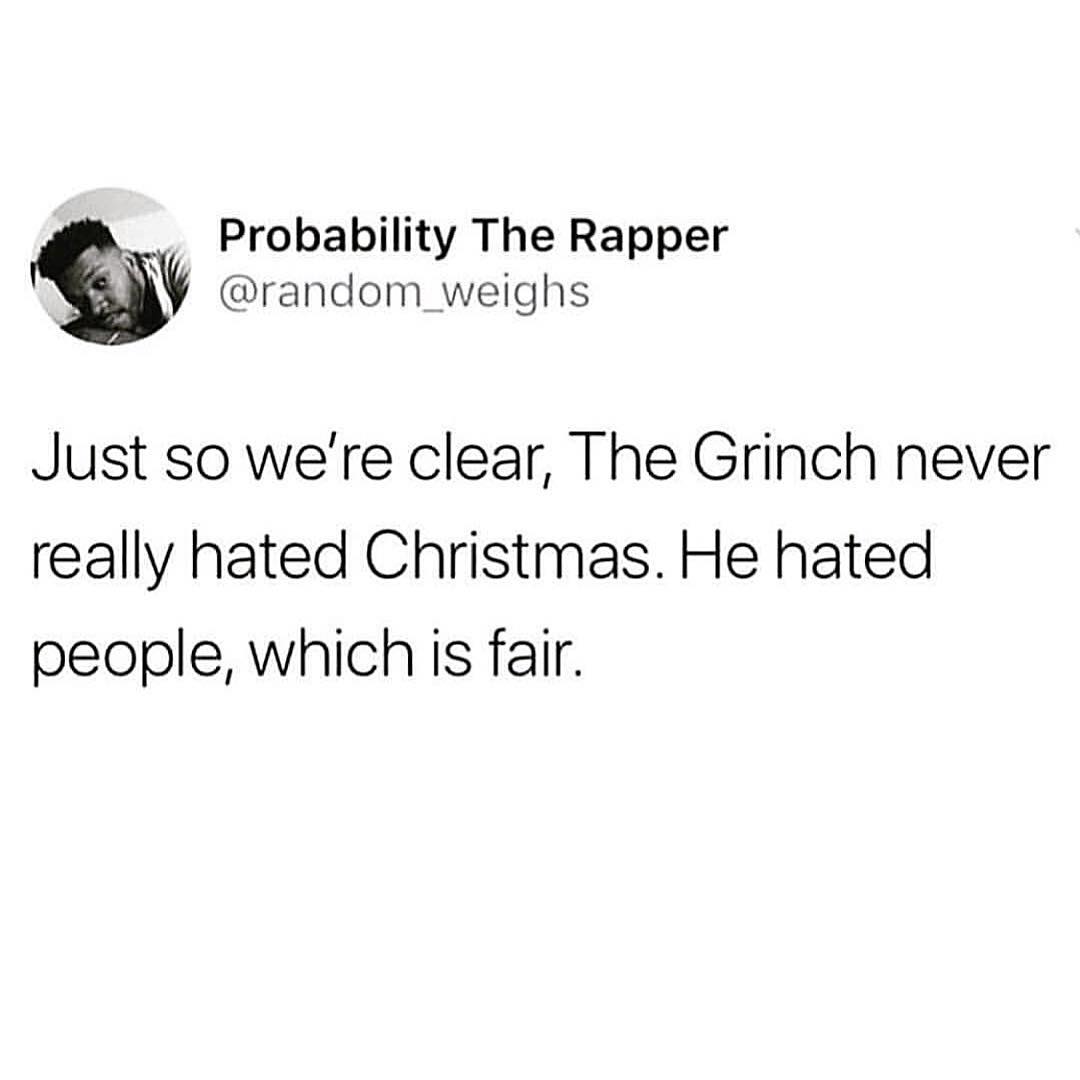 Probability The Rapper
@random_weighs
Just so we're clear, The Grinch never
really hated Christmas. He hated
people, which is fair.